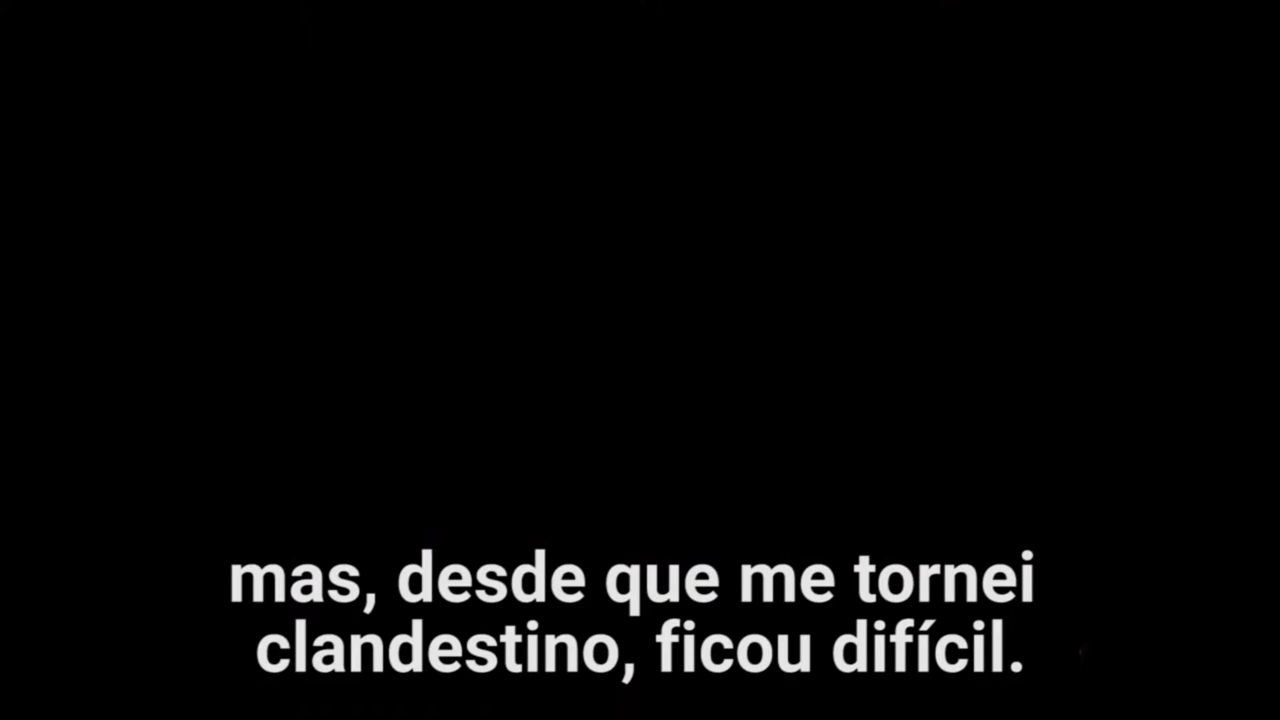 mas, desde que me tornei
clandestino, ficou difícil.